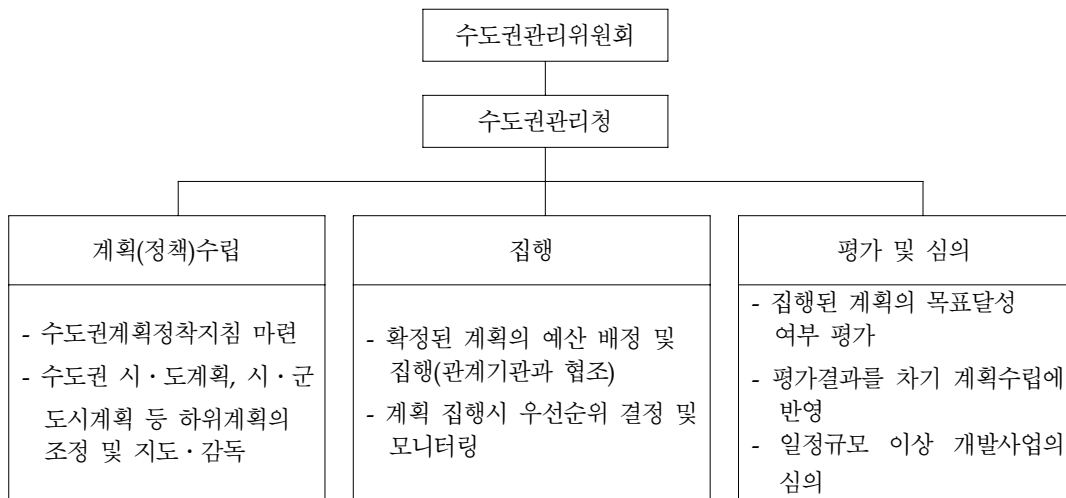 수도권관리위원회
수도권관리청
계획(정책)수립
- 수도권계획정착지침 마련
- 수도권 시·도계획, 시·군
도시계획 등 하위계획의
조정 및 지도·감독
집행
- 확정된 계획의 예산 배정 및
집행(관계기관과 협조)
- 계획 집행시 우선순위 결정 및
모니터링
평가 및 심의
- 집행된 계획의 목표달성
여부 평가
- 평가결과를 차기 계획수립에
반영
- 일정규모 이상 개발사업의
심의